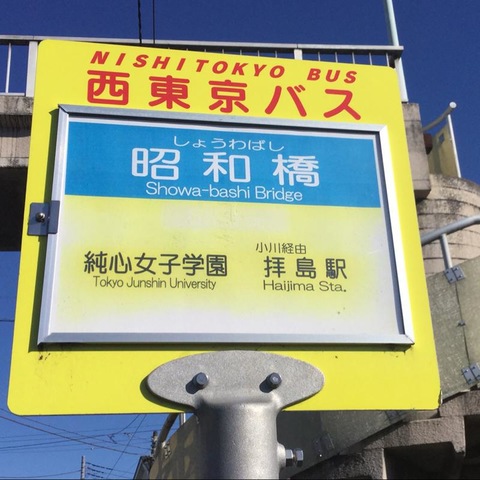 NISHITOKYO BUS
西東京バス
しょうわばし
昭和橋
Showa-bashi Bridge
純心女子学園
Tokyo Junshin University
小川経由
拝島駅
Haijima Sta.